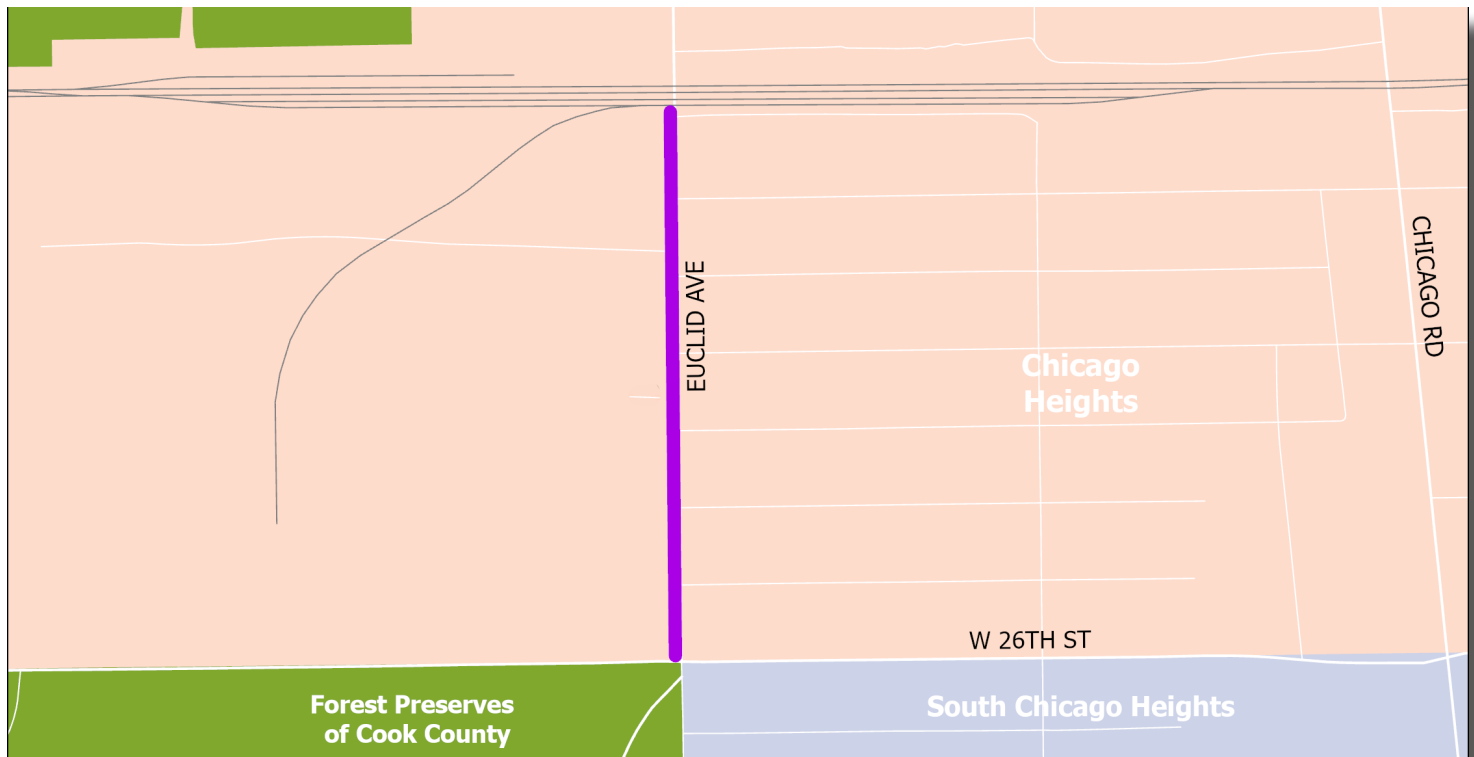 EUCLID AVE
CHICAGO RD
Chicago
Heights
W 26TH ST
Forest Preserves
of Cook County
South Chicago Heights